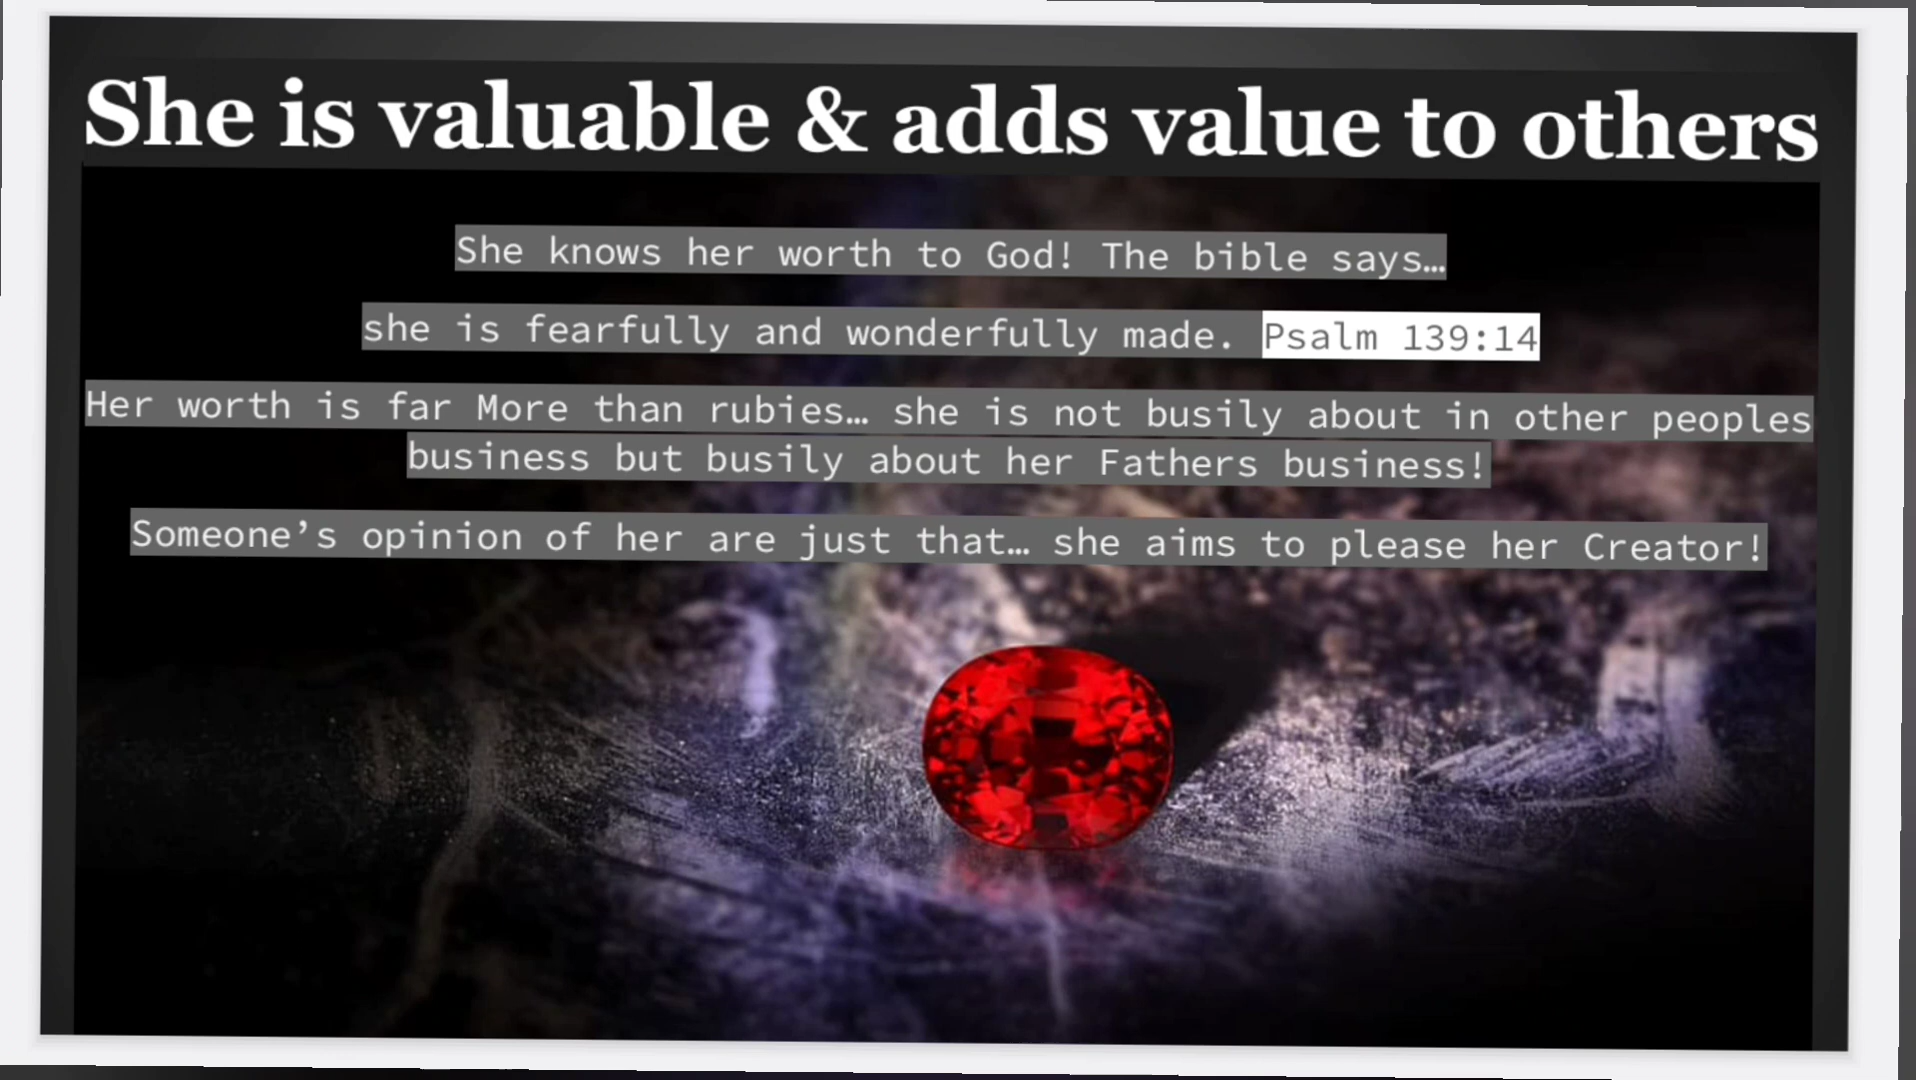 She is valuable & adds value to others
She knows her worth to God! The bible says…
she is fearfully and wonderfully made. Psalm 139:14
Her worth is far More than rubies… she is not busily about in other peoples
business but busily about her Fathers business!
Someone’s opinion of her are just that… she aims to please her Creator!